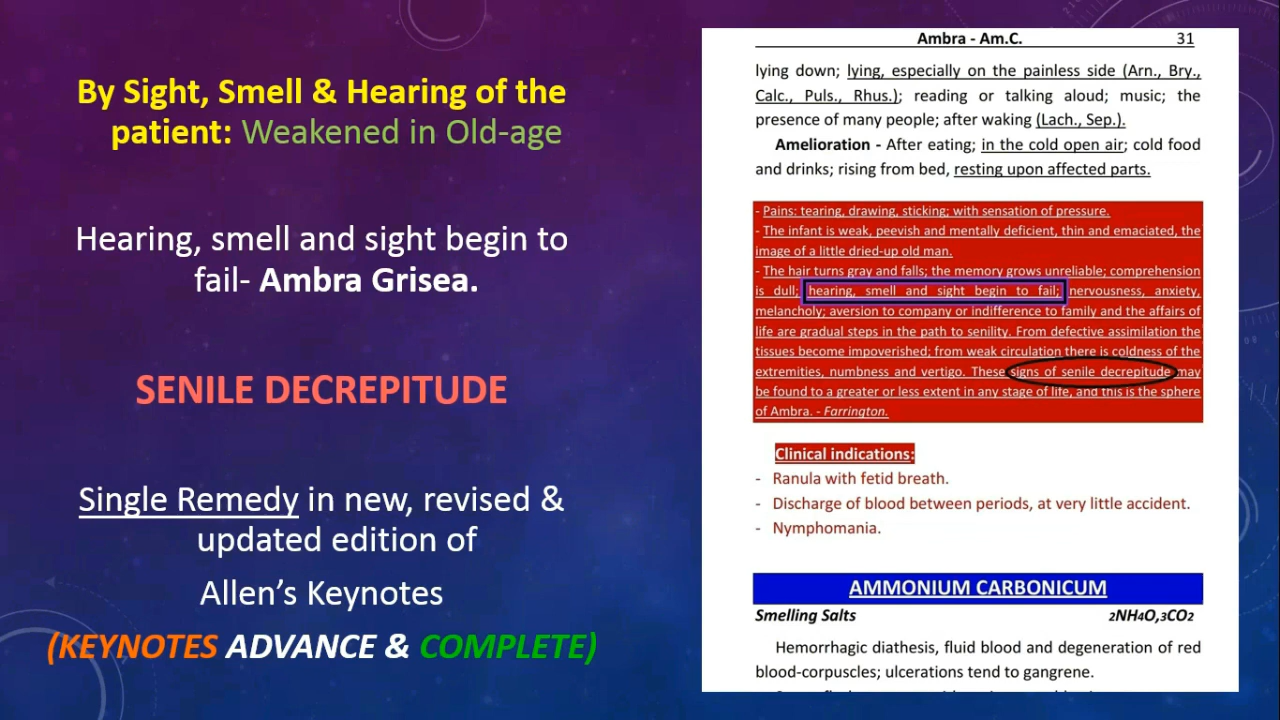 By Sight, Smell & Hearing of the
patient: Weakened in Old-age
Hearing, smell and sight begin to
fail- Ambra Grisea.
SENILE DECREPITUDE
Single Remedy in new, revised &
updated edition of
Allen’s Keynotes
(KEYNOTES ADVANCE & COMPLETE)
Ambra - Am.C. 31
lying down; lying, especially on the painless side (Arn., Bry.,
Calc., Puls., Rhus.); reading or talking aloud; music; the
presence of many people; after waking (Lach., Sep.).
Amelioration - After eating; in the cold open air; cold food
and drinks; rising from bed, resting upon affected parts.
- Pains: tearing, drawing, sticking; with sensation of pressure.
- The infant is weak, peevish and mentally deficient, thin and emaciated, the
image of a little dried-up old man.
- The hair turns gray and falls; the memory grows unreliable; comprehension
is dull; hearing, smell and sight begin to fail; nervousness, anxiety,
melancholy; aversion to company or indifference to family and the affairs of
life are gradual steps in the path to senility. From defective assimilation the
tissues become impoverished; from weak circulation there is coldness of the
extremities, numbness and vertigo. These signs of senile decrepitude may
be found to a greater or less extent in any stage of life, and this is the sphere
of Ambra. - Farrington.
Clinical indications:
- Ranula with fetid breath.
- Discharge of blood between periods, at very little accident.
- Nymphomania.
AMMONIUM CARBONICUM
Smelling Salts 2NH4O,3CO2
Hemorrhagic diathesis, fluid blood and degeneration of red
blood-corpuscles; ulcerations tend to gangrene.